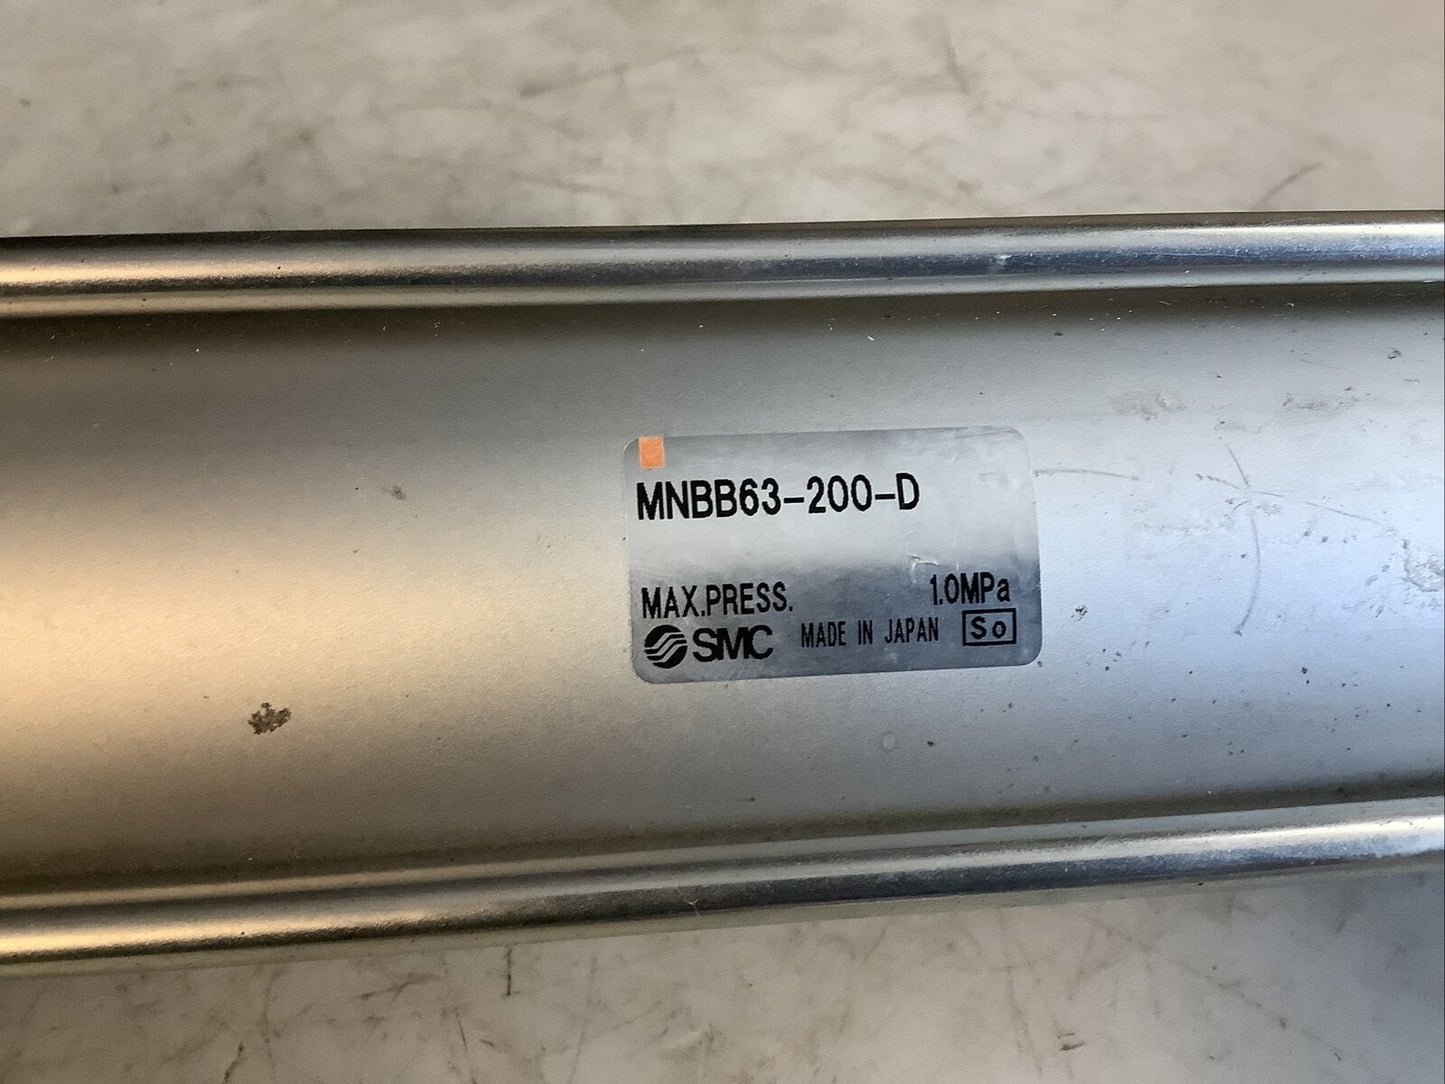 MNBB63-200-D
MAX.PRESS. 1.0MPa
SMC MADE IN JAPAN So